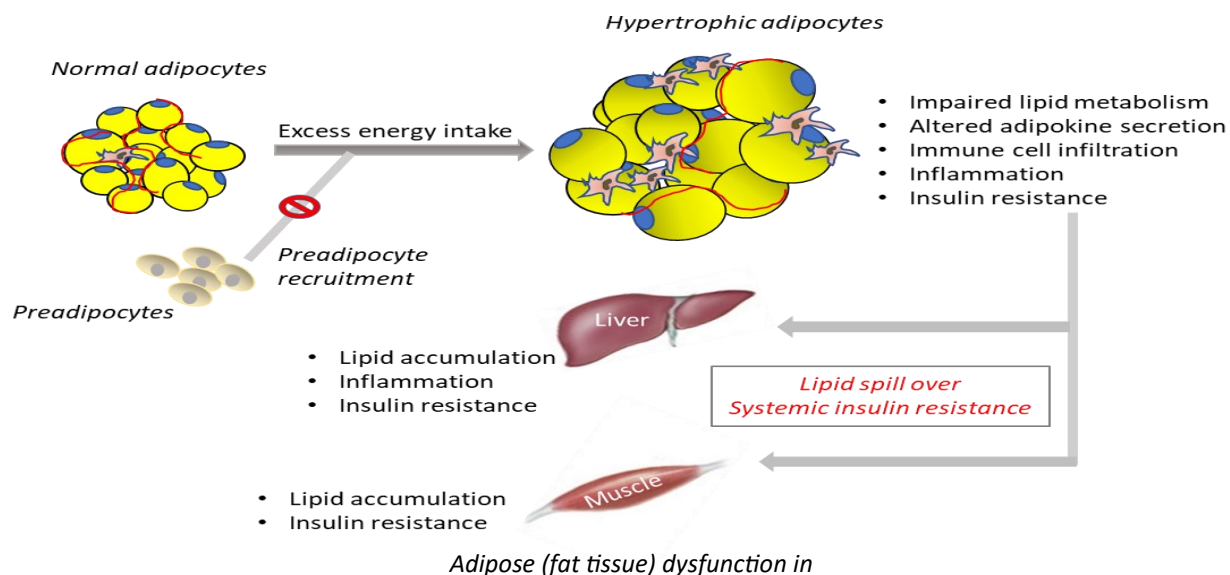 Hypertrophic adipocytes
Normal adipocytes
Excess energy intake
• Impaired lipid metabolism
• Altered adipokine secretion
• Immune cell infiltration
• Inflammation
• Insulin resistance
Preadipocyte
recruitment
Preadipocytes
Liver
• Lipid accumulation
• Inflammation
• Insulin resistance
Lipid spill over
Systemic insulin resistance
Muscle
• Lipid accumulation
• Insulin resistance
Adipose (fat tissue) dysfunction in